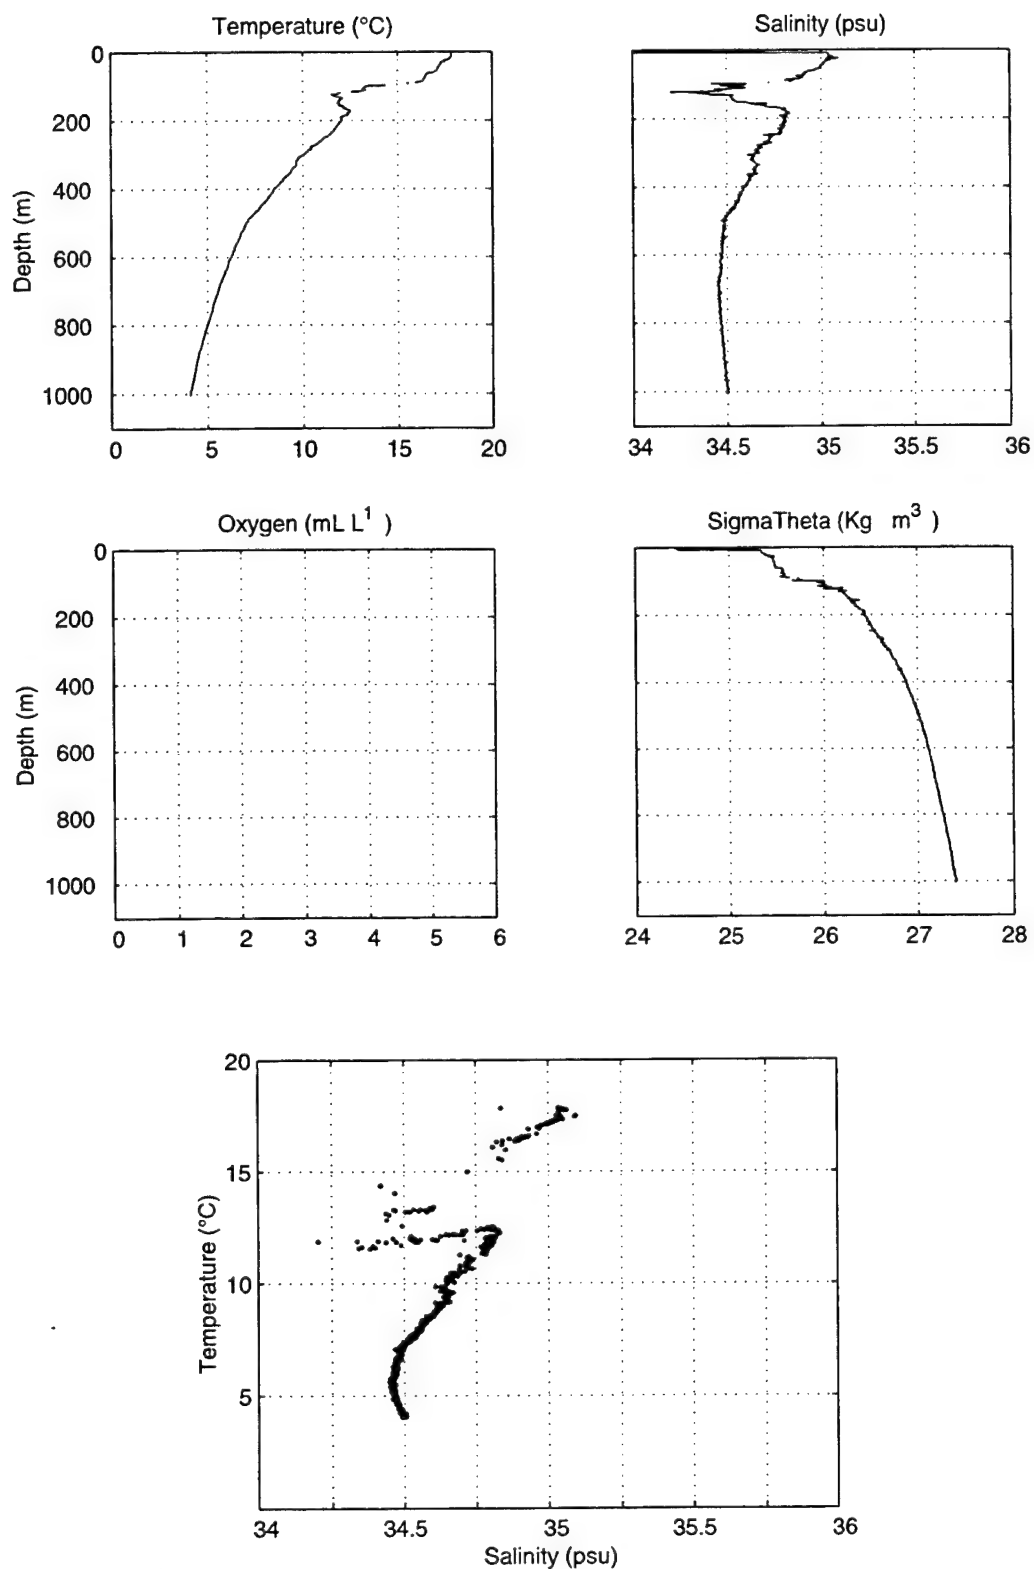 Temperature (°C)
0
200
400
600
800
1000
Depth (m)
0 5 10 15 20
Salinity (psu)
34 34.5 35 35.5 36
Oxygen (mL L1 )
0
200
400
600
800
1000
Depth (m)
0 1 2 3 4 5 6
SigmaTheta (Kg m3 )
24 25 26 27 28
20
15
10
5
Temperature (°C)
34 34.5 35 35.5 36
Salinity (psu)